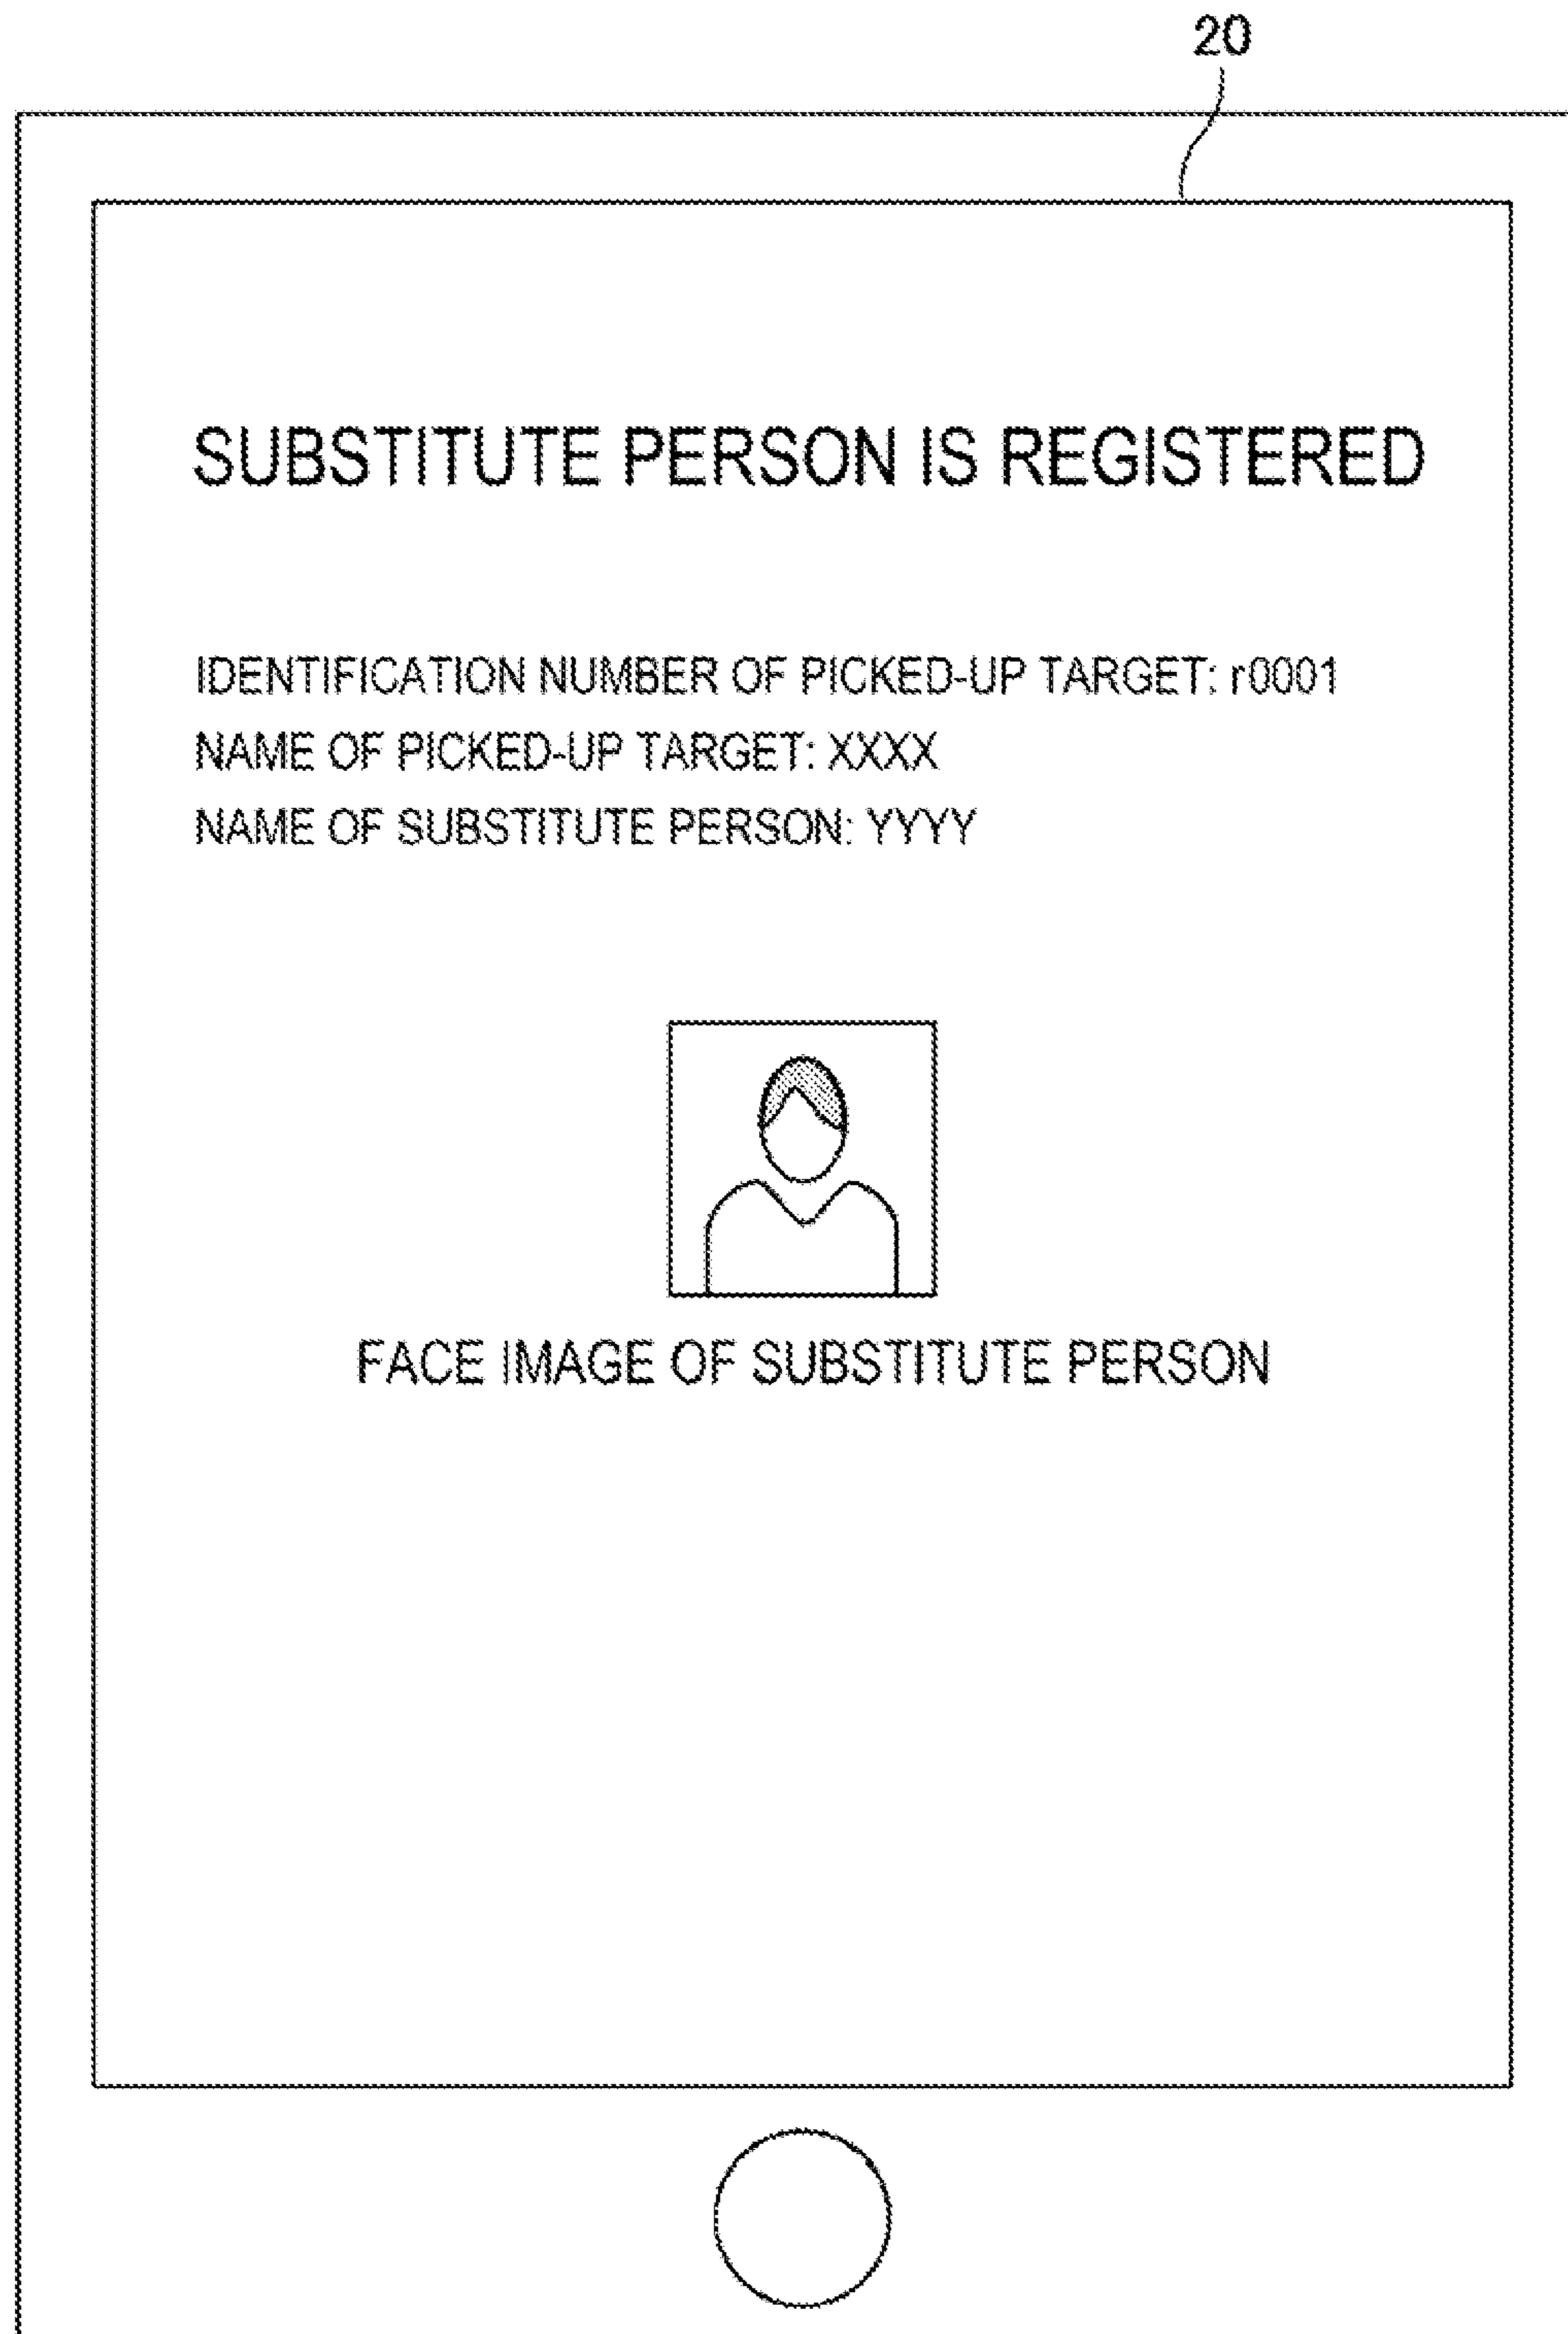 20
SUBSTITUTE PERSON IS REGISTERED
IDENTIFICATION NUMBER OF PICKED-UP TARGET: r0001
NAME OF PICKED-UP TARGET: XXXX
NAME OF SUBSTITUTE PERSON: YYYY
FACE IMAGE OF SUBSTITUTE PERSON